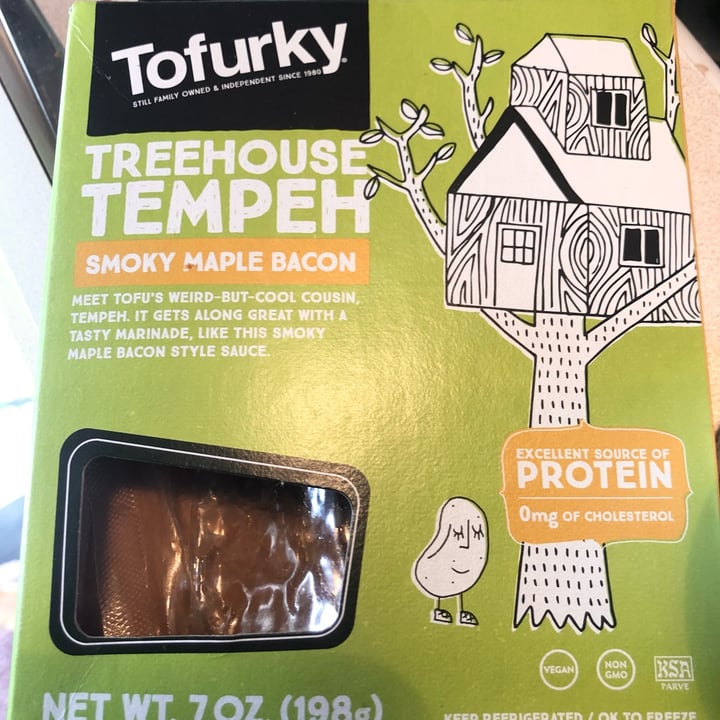 Tofurky®
STILL FAMILY OWNED & INDEPENDENT SINCE 1980
TREEHOUSE
TEMPEH
SMOKY MAPLE BACON
MEET TOFU'S WEIRD-BUT-COOL COUSIN,
TEMPEH. IT GETS ALONG GREAT WITH A
TASTY MARINADE, LIKE THIS SMOKY
MAPLE BACON STYLE SAUCE.
EXCELLENT SOURCE OF
PROTEIN
0mg OF CHOLESTEROL
VEGAN
NON
GMO
KSA
PARVE
NET WT. 7 OZ. (198g)
KEEP REFRIGERATED / OK TO FREEZE